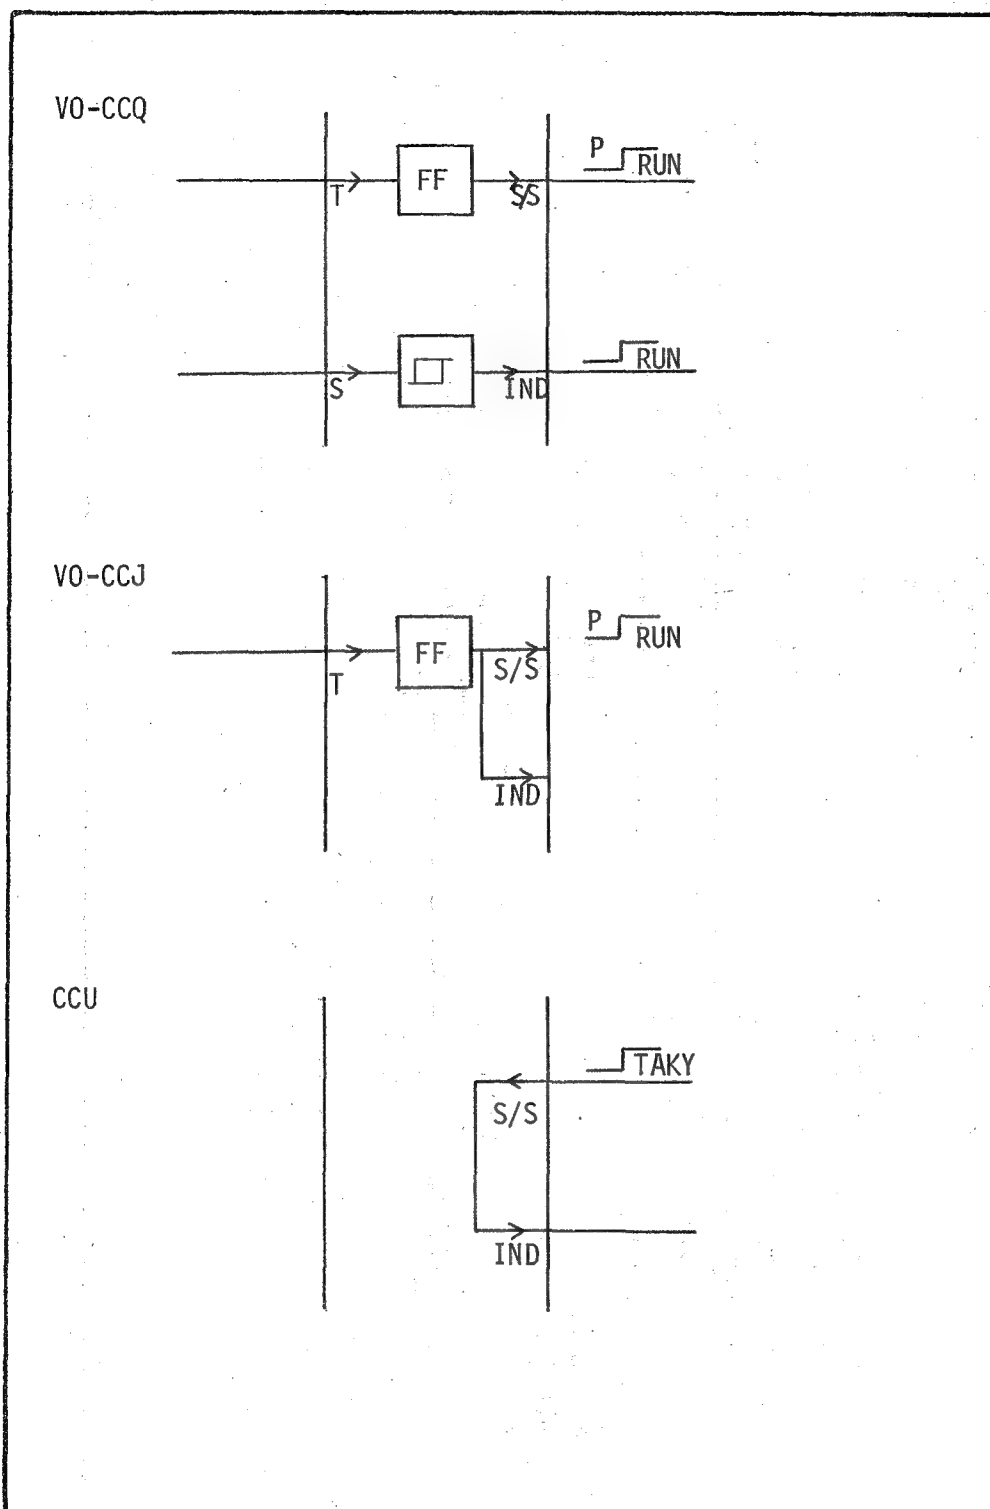 VO-CCQ
P
RUN
FF
T
S/S
RUN
S
IND
VO-CCJ
P
RUN
FF
T
S/S
IND
CCU
TAKY
S/S
IND